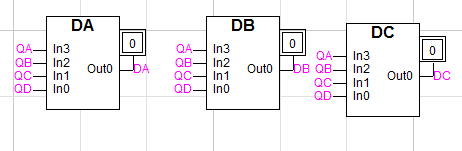 DA
0
QA In3
QB In2
QC In1 Out0 DA
QD In0
DB
0
QA In3
QB In2
QC In1 Out0 DB
QD In0
DC
0
QA In3
QB In2
QC In1 Out0 DC
QD In0